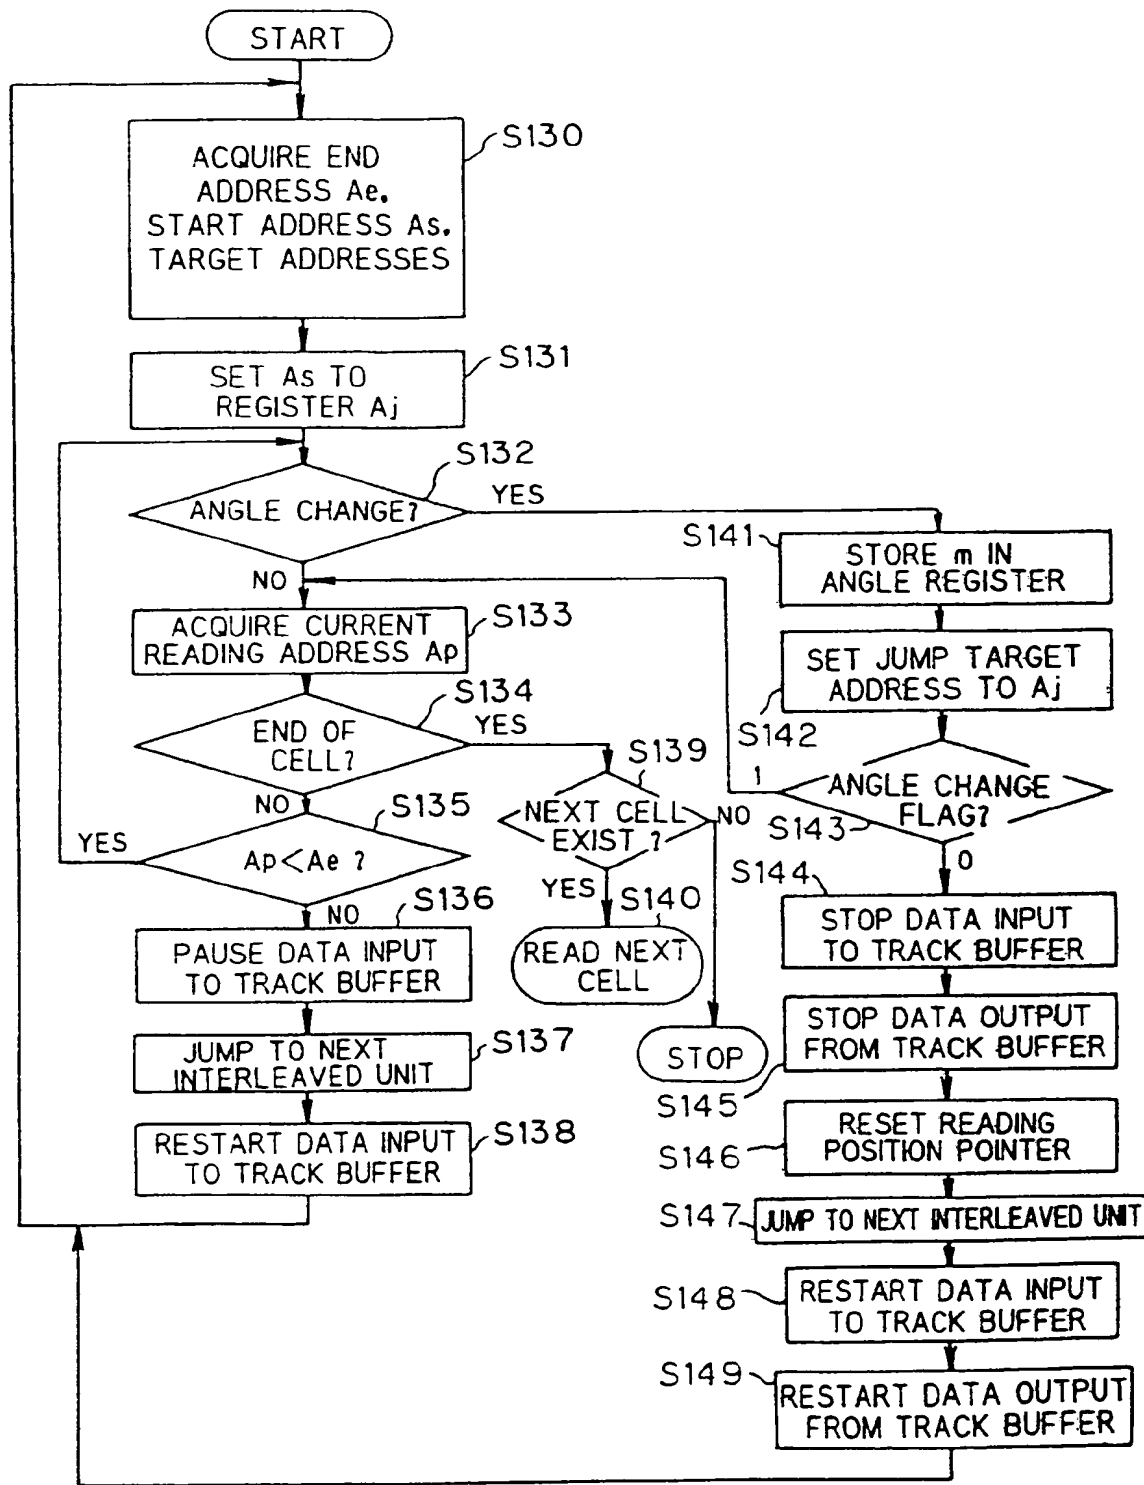 START
S130
ACQUIRE END
ADDRESS Ae.
START ADDRESS As.
TARGET ADDRESSES
S131
SET As TO
REGISTER Aj
S132
ANGLE CHANGE?
YES
NO
S133
ACQUIRE CURRENT
READING ADDRESS Ap
S134
END OF
CELL?
YES
NO
S135
Ap<Ae ?
YES
NO
S136
PAUSE DATA INPUT
TO TRACK BUFFER
S137
JUMP TO NEXT
INTERLEAVED UNIT
S138
RESTART DATA INPUT
TO TRACK BUFFER
S139
NEXT CELL
EXIST ?
NO
YES
S140
READ NEXT
CELL
STOP
S141
STORE m IN
ANGLE REGISTER
SET JUMP TARGET
ADDRESS TO Aj
S142
1
ANGLE CHANGE
FLAG?
S143
0
S144
STOP DATA INPUT
TO TRACK BUFFER
STOP DATA OUTPUT
FROM TRACK BUFFER
S145
RESET READING
POSITION POINTER
S146
S147
JUMP TO NEXT INTERLEAVED UNIT
S148
RESTART DATA INPUT
TO TRACK BUFFER
S149
RESTART DATA OUTPUT
FROM TRACK BUFFER